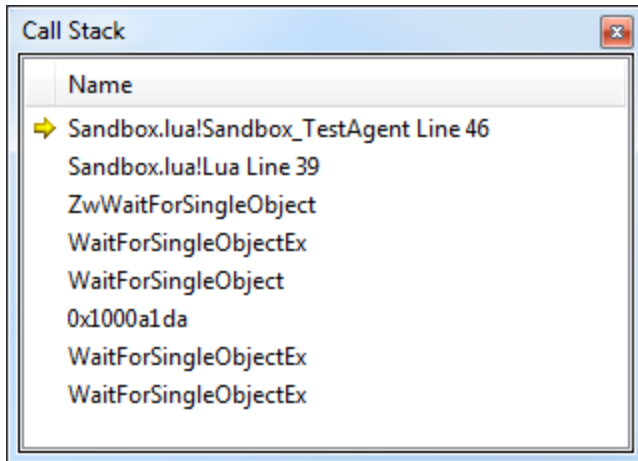 Call Stack
Name
Sandbox.lua!Sandbox_TestAgent Line 46
Sandbox.lua!Lua Line 39
ZwWaitForSingleObject
WaitForSingleObjectEx
WaitForSingleObject
0x1000a1da
WaitForSingleObjectEx
WaitForSingleObjectEx